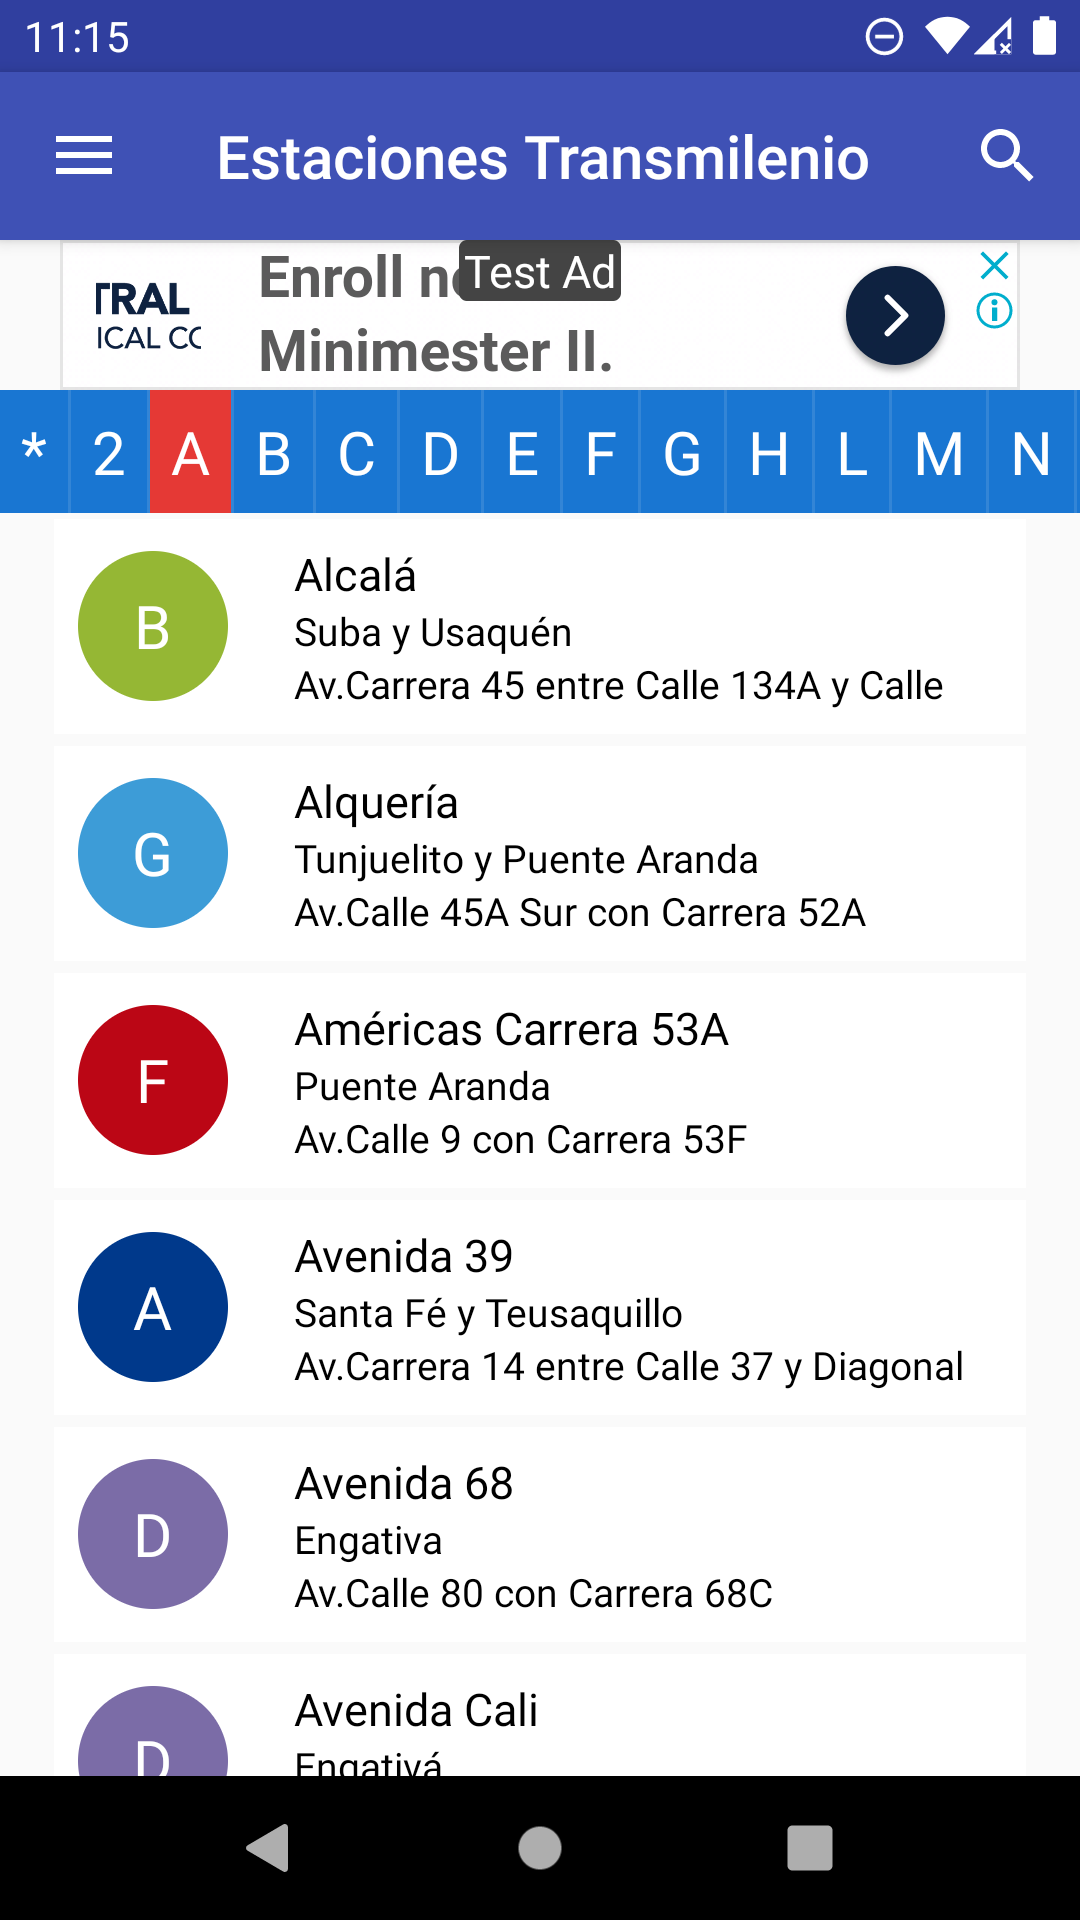 11:15
Estaciones Transmilenio
TRAL
ICAL
Enroll
Test Ad
Minimester II.
* 2 A B C D E F G H L M N
B
Alcalá
Suba y Usaquén
Av.Carrera 45 entre Calle 134A y Calle
G
Alquería
Tunjuelito y Puente Aranda
Av.Calle 45A Sur con Carrera 52A
F
Américas Carrera 53A
Puente Aranda
Av.Calle 9 con Carrera 53F
A
Avenida 39
Santa Fé y Teusaquillo
Av.Carrera 14 entre Calle 37 y Diagonal
D
Avenida 68
Engativa
Av.Calle 80 con Carrera 68C
D
Avenida Cali
Engativá